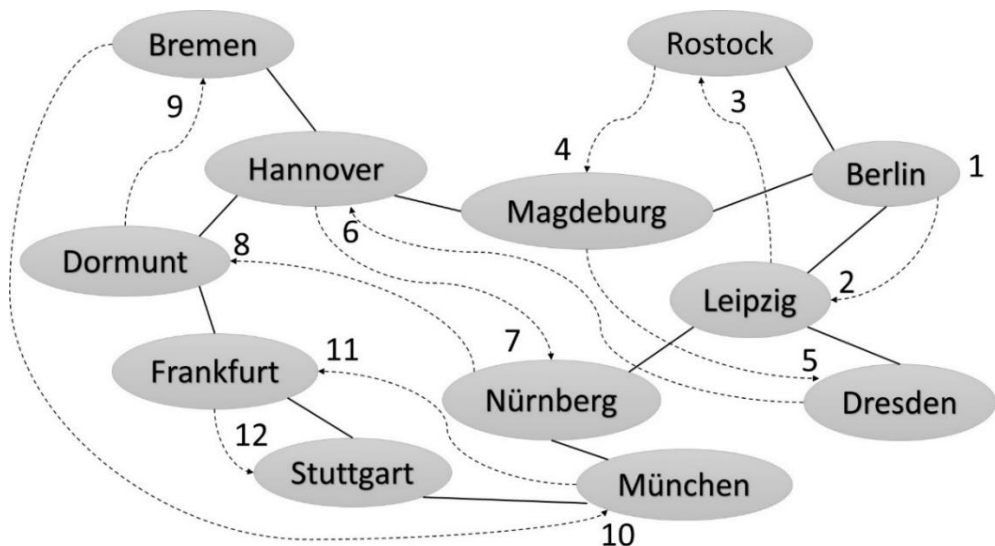 Bremen
Rostock
9
3
4
Hannover
Berlin
1
Magdeburg
6
8
Dormunt
Leipzig
2
7
11
5
Frankfurt
Nürnberg
Dresden
12
Stuttgart
München
10